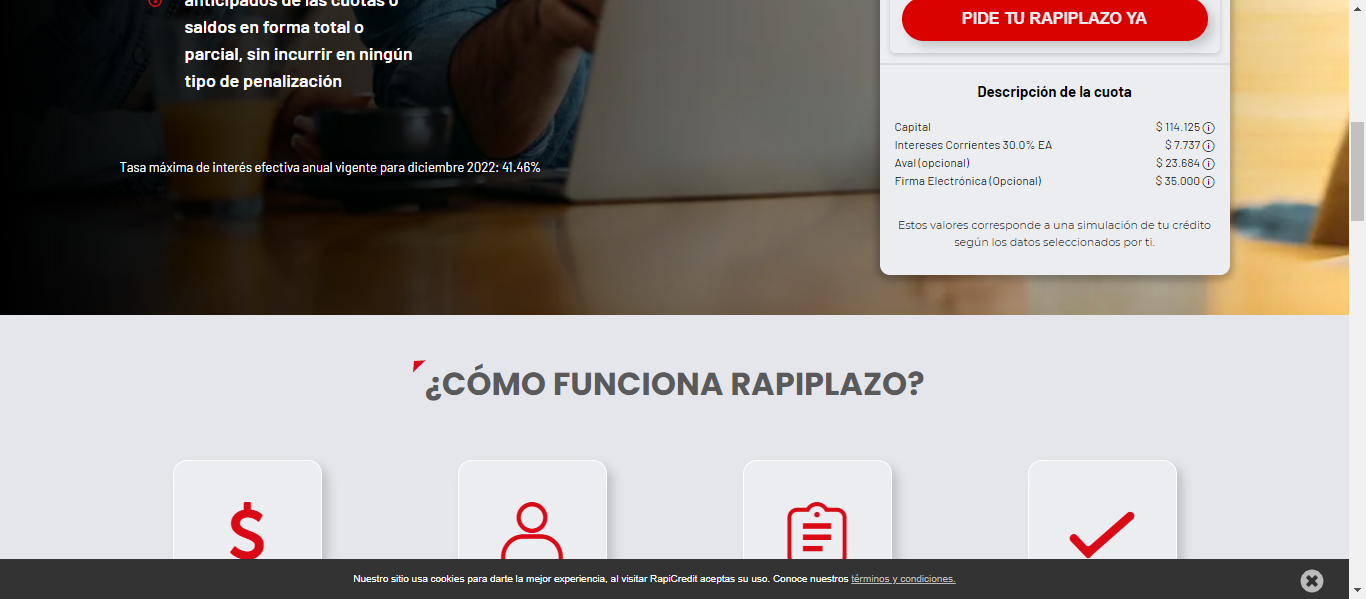 anticipados de las cuotas o
saldos en forma total o
parcial, sin incurrir en ningún
tipo de penalización
Tasa máxima de interés efectiva anual vigente para diciembre 2022: 41.46%
PIDE TU RAPIPLAZO YA
Descripción de la cuota
Capital $ 114.125
Intereses Corrientes 30.0% EA $ 7.737
Aval (opcional) $ 23.684
Firma Electrónica (Opcional) $ 35.000
Estos valores corresponde a una simulación de tu crédito
según los datos seleccionados por ti.
¿CÓMO FUNCIONA RAPIPLAZO?
Nuestro sitio usa cookies para darte la mejor experiencia, al visitar RapiCredit aceptas su uso. Conoce nuestros términos y condiciones.